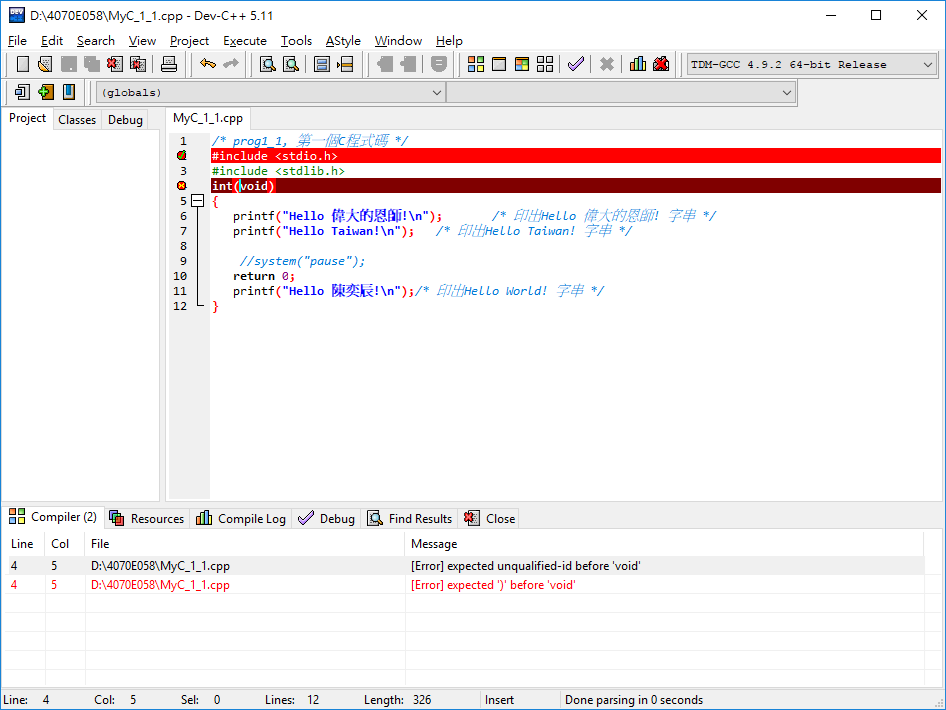 D:\4070E058\MyC_1_1.cpp - Dev-C++ 5.11
File Edit Search View Project Execute Tools AStyle Window Help
TDM-GCC 4.9.2 64-bit Release
(globals)
Project Classes Debug
MyC_1_1.cpp
1 /* prog1_1, 第一個C程式碼 */
#include <stdio.h>
3 #include <stdlib.h>
int(void)
5 {
6 printf("Hello 偉大的恩師!\n"); /* 印出Hello 偉大的恩師! 字串 */
7 printf("Hello Taiwan!\n"); /* 印出Hello Taiwan! 字串 */
8
9 //system("pause");
10 return 0;
11 printf("Hello 陳奕辰!\n");/* 印出Hello World! 字串 */
12 }
Compiler (2) Resources Compile Log Debug Find Results Close
Line Col File Message
4 5 D:\4070E058\MyC_1_1.cpp [Error] expected unqualified-id before 'void'
4 5 D:\4070E058\MyC_1_1.cpp [Error] expected ')' before 'void'
Line: 4 Col: 5 Sel: 0 Lines: 12 Length: 326 Insert Done parsing in 0 seconds